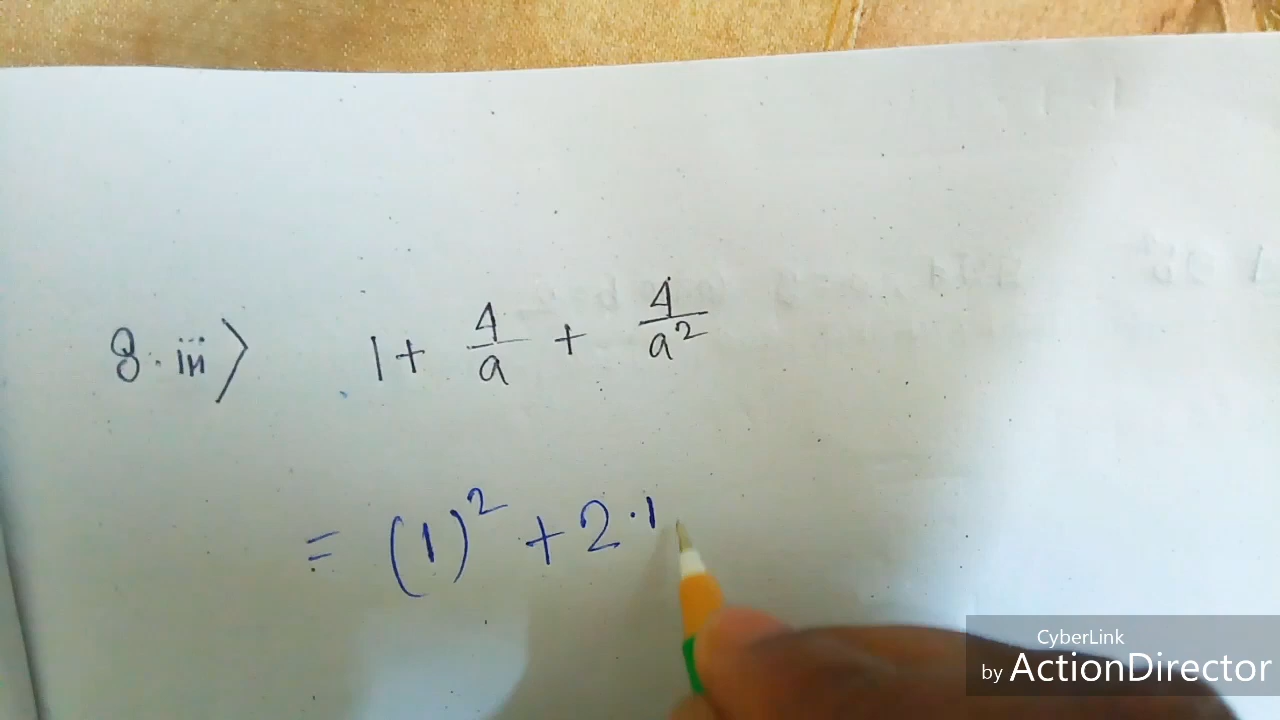 8.iii) 1 + 4/a + 4/a²
= (1)² + 2·1
CyberLink
by ActionDirector